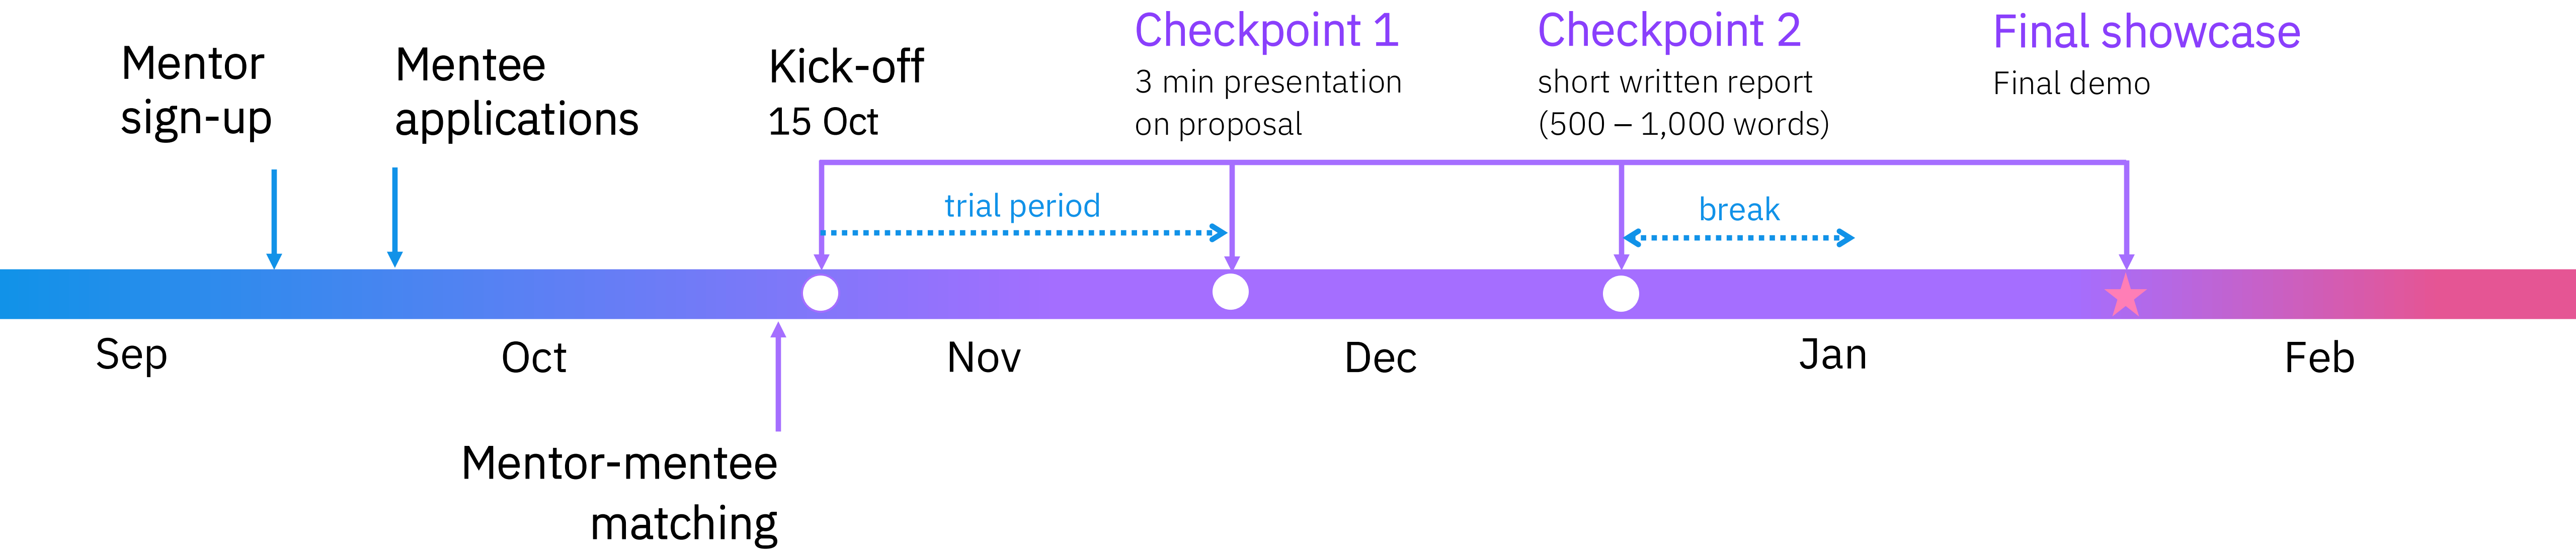 Mentor
sign-up
Mentee
applications
Kick-off
15 Oct
Checkpoint 1
3 min presentation
on proposal
Checkpoint 2
short written report
(500 – 1,000 words)
Final showcase
Final demo
trial period
break
Sep
Oct
Nov
Dec
Jan
Feb
Mentor-mentee
matching